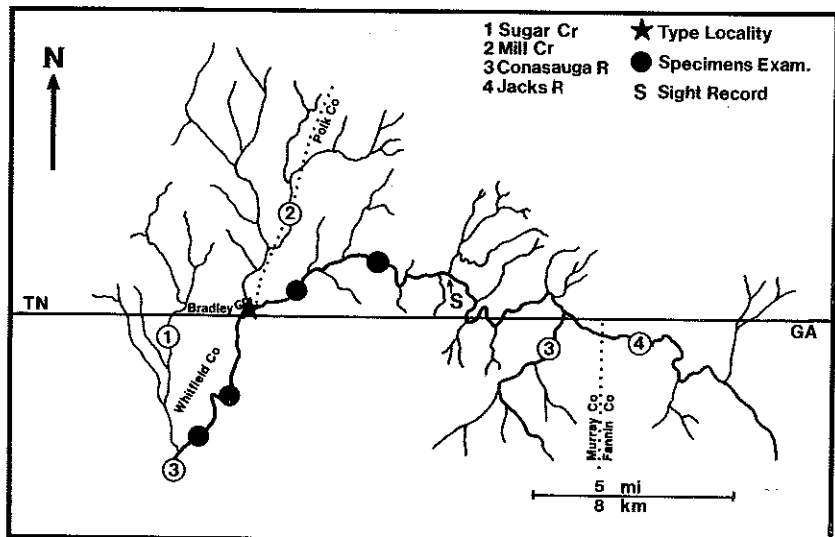 N
1 Sugar Cr
2 Mill Cr
3 Conasauga R
4 Jacks R
Type Locality
Specimens Exam.
S Sight Record
Polk Co
2
S
TN
Bradley Co
GA
1
3
4
Whitfield Co
Murray Co
Fannin Co
3
5 mi
8 km